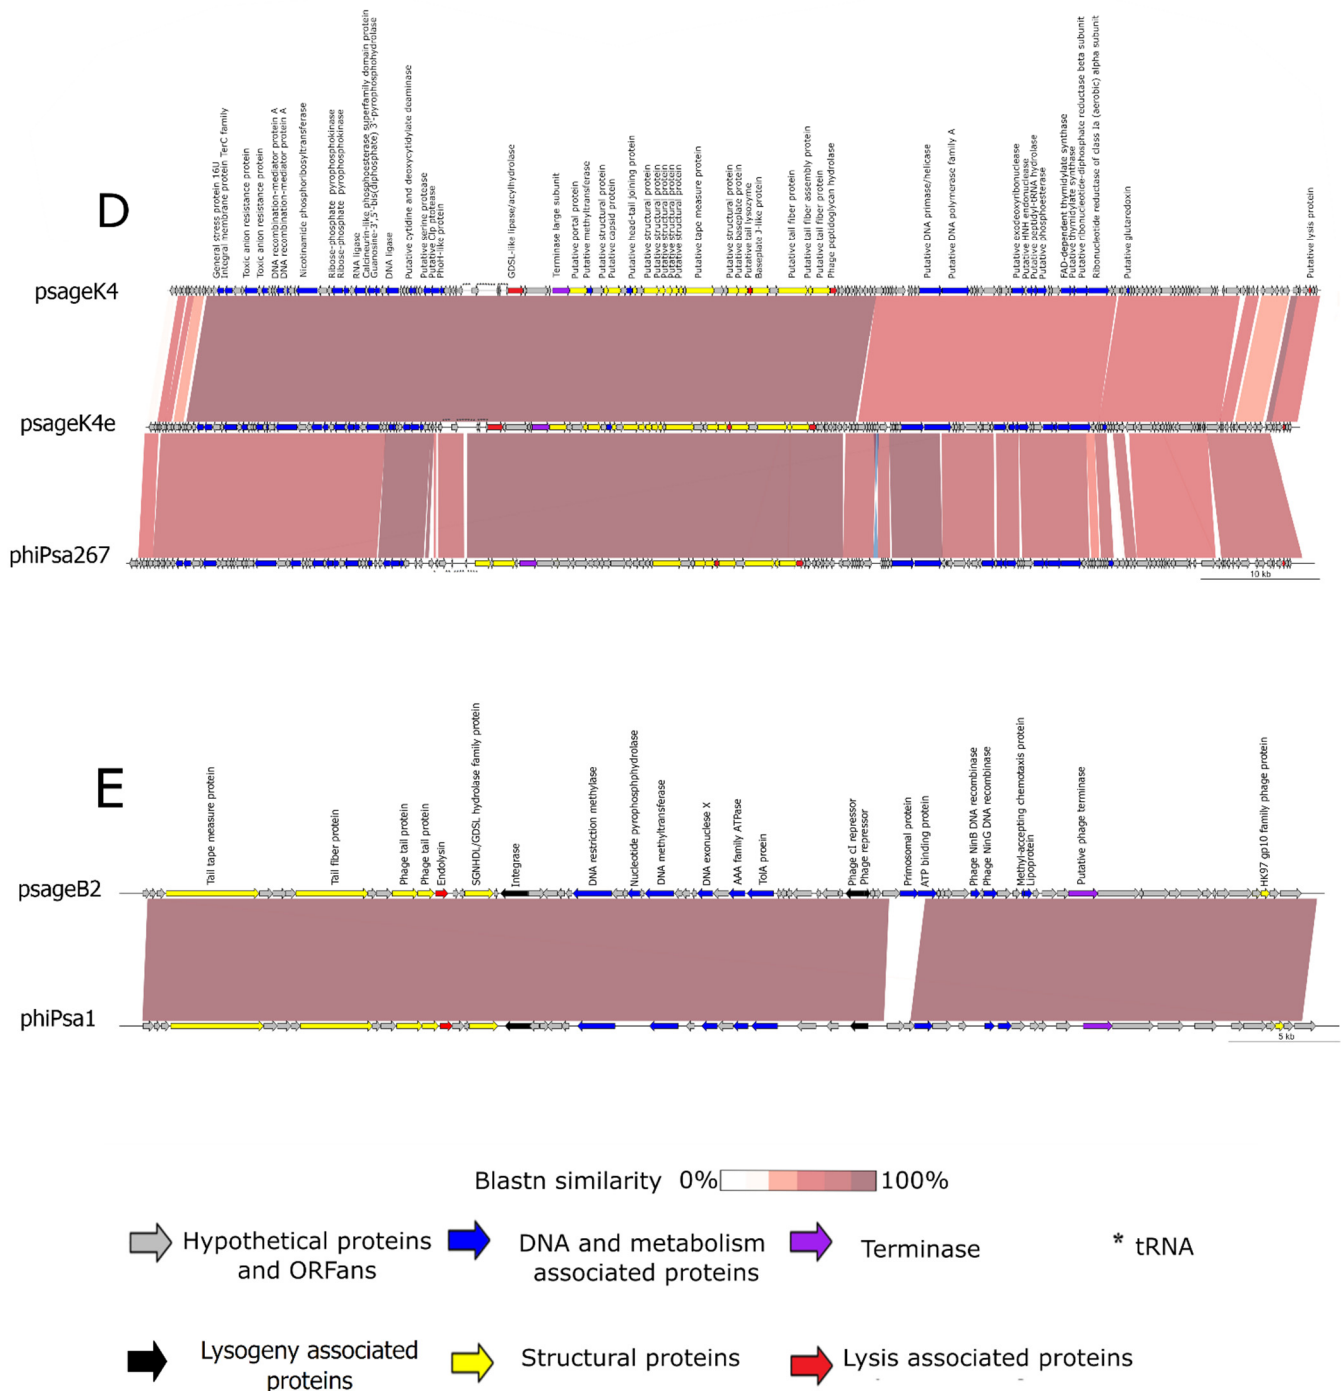 D
General stress protein 16U
Integral membrane protein TerC family
Toxic anion resistance protein
Toxic anion resistance protein
DNA recombination-mediator protein A
DNA recombination-mediator protein A
Nicotinamide phosphoribosyltransferase
Ribose-phosphate pyrophosphokinase
Ribose-phosphate pyrophosphokinase
RNA ligase
Calcineurin-like phosphoesterase superfamily domain protein
Guanosine-3',5'-bis(diphosphate) 3'-pyrophosphohydrolase
DNA ligase
Putative cytidine and deoxycytidylate deaminase
Putative serine protease
Putative Clp ptotease
PhoH-like protein
GDSL-like lipase/acylhydrolase
Terminase large subunit
Putative portal protein
Putative methyltransferase
Putative structural protein
Putative capsid protein
Putative head-tail joining protein
Putative structural protein
Putative structural protein
Putative structural protein
Putative structural protein
Putative structural protein
Putative tape measure protein
Putative structural protein
Putative baseplate protein
Putative tail lysozyme
Baseplate J-like protein
Putative tail fiber protein
Putative tail fiber assembly protein
Putative tail fiber protein
Phage peptidoglycan hydrolase
Putative DNA primase/helicase
Putative DNA polymerase family A
Putative exodeoxyribonuclease
Putative HNH endonuclease
Putative peptidyl-tRNA hydrolase
Putative phosphoesterase
FAD-dependent thymidylate synthase
Putative thymidylate synthase
Putative ribonucleotide-diphosphate reductase beta subunit
Ribonucleotide reductase of class Ia (aerobic) alpha subunit
Putative glutaredoxin
Putative lysis protein
psageK4
psageK4e
phiPsa267
10 kb
E
Tail tape measure protein
Tail fiber protein
Phage tail protein
Phage tail protein
Endolysin
SGNHDL/GDSL hydrolase family protein
Integrase
DNA restriction methylase
Nucleotide pyrophosphphydrolase
DNA methyltransferase
DNA exonuclese X
AAA family ATPase
TolA proein
Phage cI repressor
Phage repressor
Primosomal protein
ATP binding protein
Phage NinB DNA recombinase
Phage NinG DNA recombinase
Methyl-accepting chemotaxis protein
Lipoprotein
Putative phage terminase
HK97 gp10 family phage protein
psageB2
phiPsa1
5 kb
Blastn similarity 0% 100%
Hypothetical proteins
and ORFans
DNA and metabolism
associated proteins
Terminase
* tRNA
Lysogeny associated
proteins
Structural proteins
Lysis associated proteins